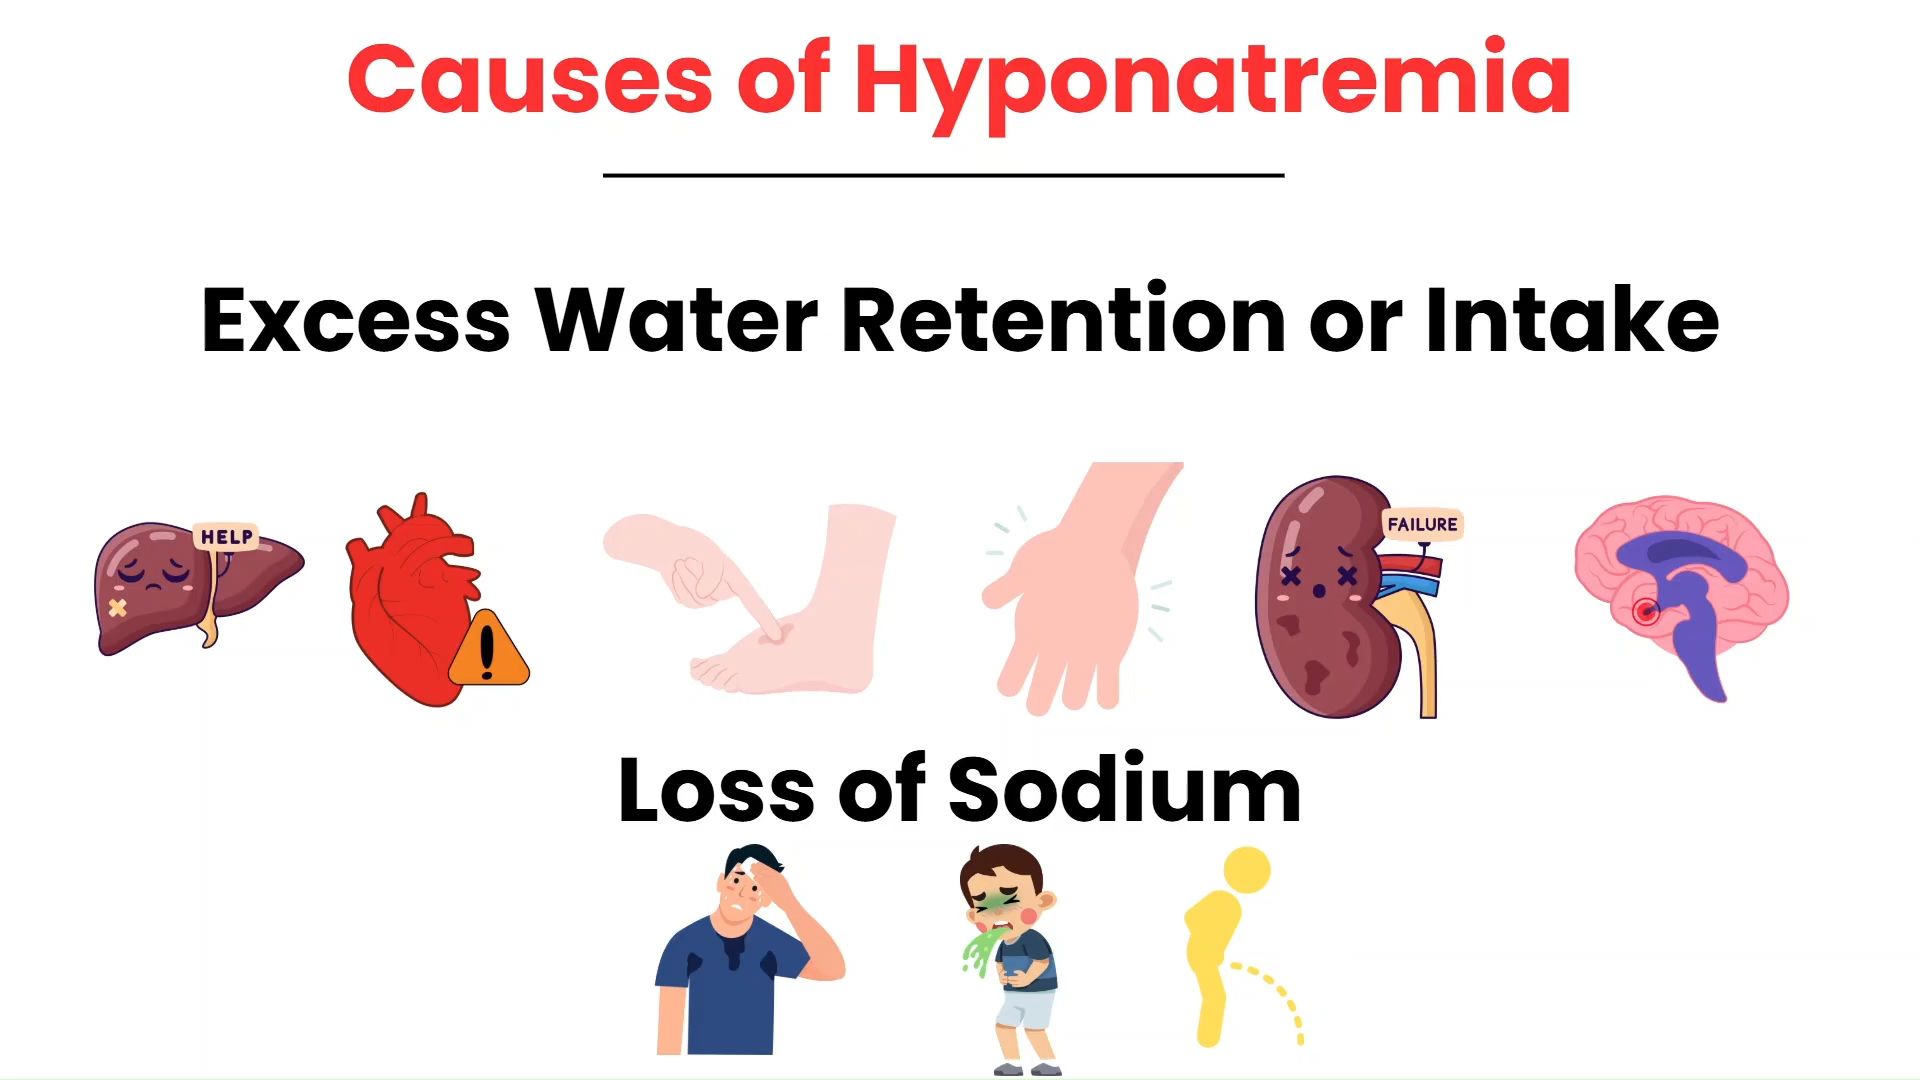 Causes of Hyponatremia
Excess Water Retention or Intake
HELP
FAILURE
Loss of Sodium